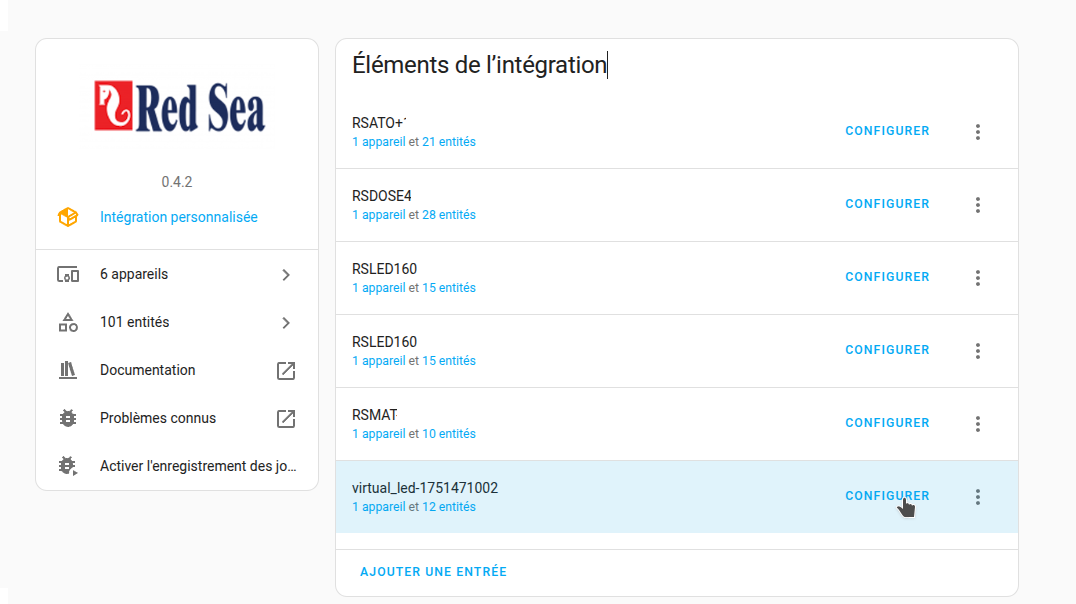 Red Sea
0.4.2
Intégration personnalisée
6 appareils
101 entités
Documentation
Problèmes connus
Activer l'enregistrement des jo...
Éléments de l’intégration
RSATO+
1 appareil et 21 entités
CONFIGURER
RSDOSE4
1 appareil et 28 entités
CONFIGURER
RSLED160
1 appareil et 15 entités
CONFIGURER
RSLED160
1 appareil et 15 entités
CONFIGURER
RSMAT
1 appareil et 10 entités
CONFIGURER
virtual_led-1751471002
1 appareil et 12 entités
CONFIGURER
AJOUTER UNE ENTRÉE